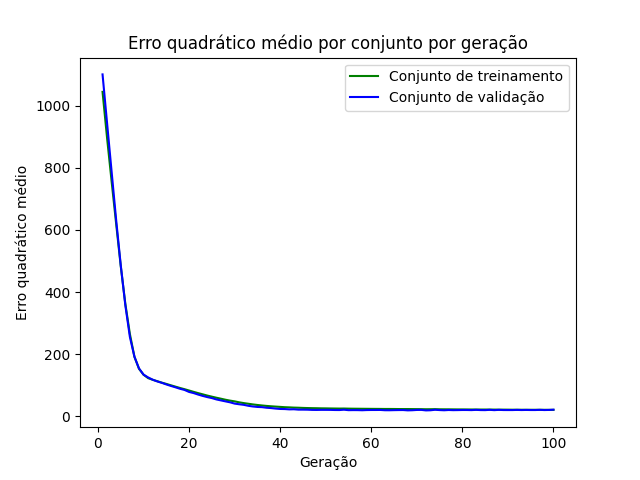 Erro quadrático médio por conjunto por geração
Conjunto de treinamento
Conjunto de validação
Erro quadrático médio
1000
800
600
400
200
0
0 20 40 60 80 100
Geração